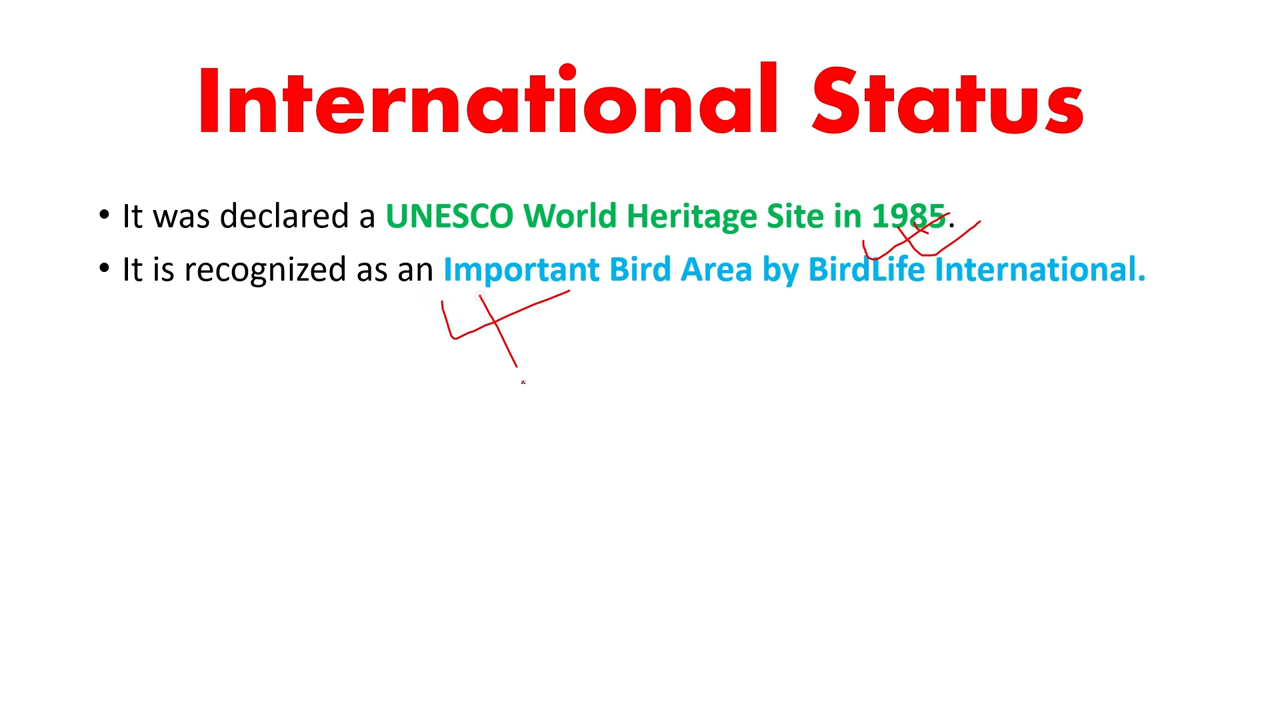 International Status
• It was declared a UNESCO World Heritage Site in 1985.
• It is recognized as an Important Bird Area by BirdLife International.